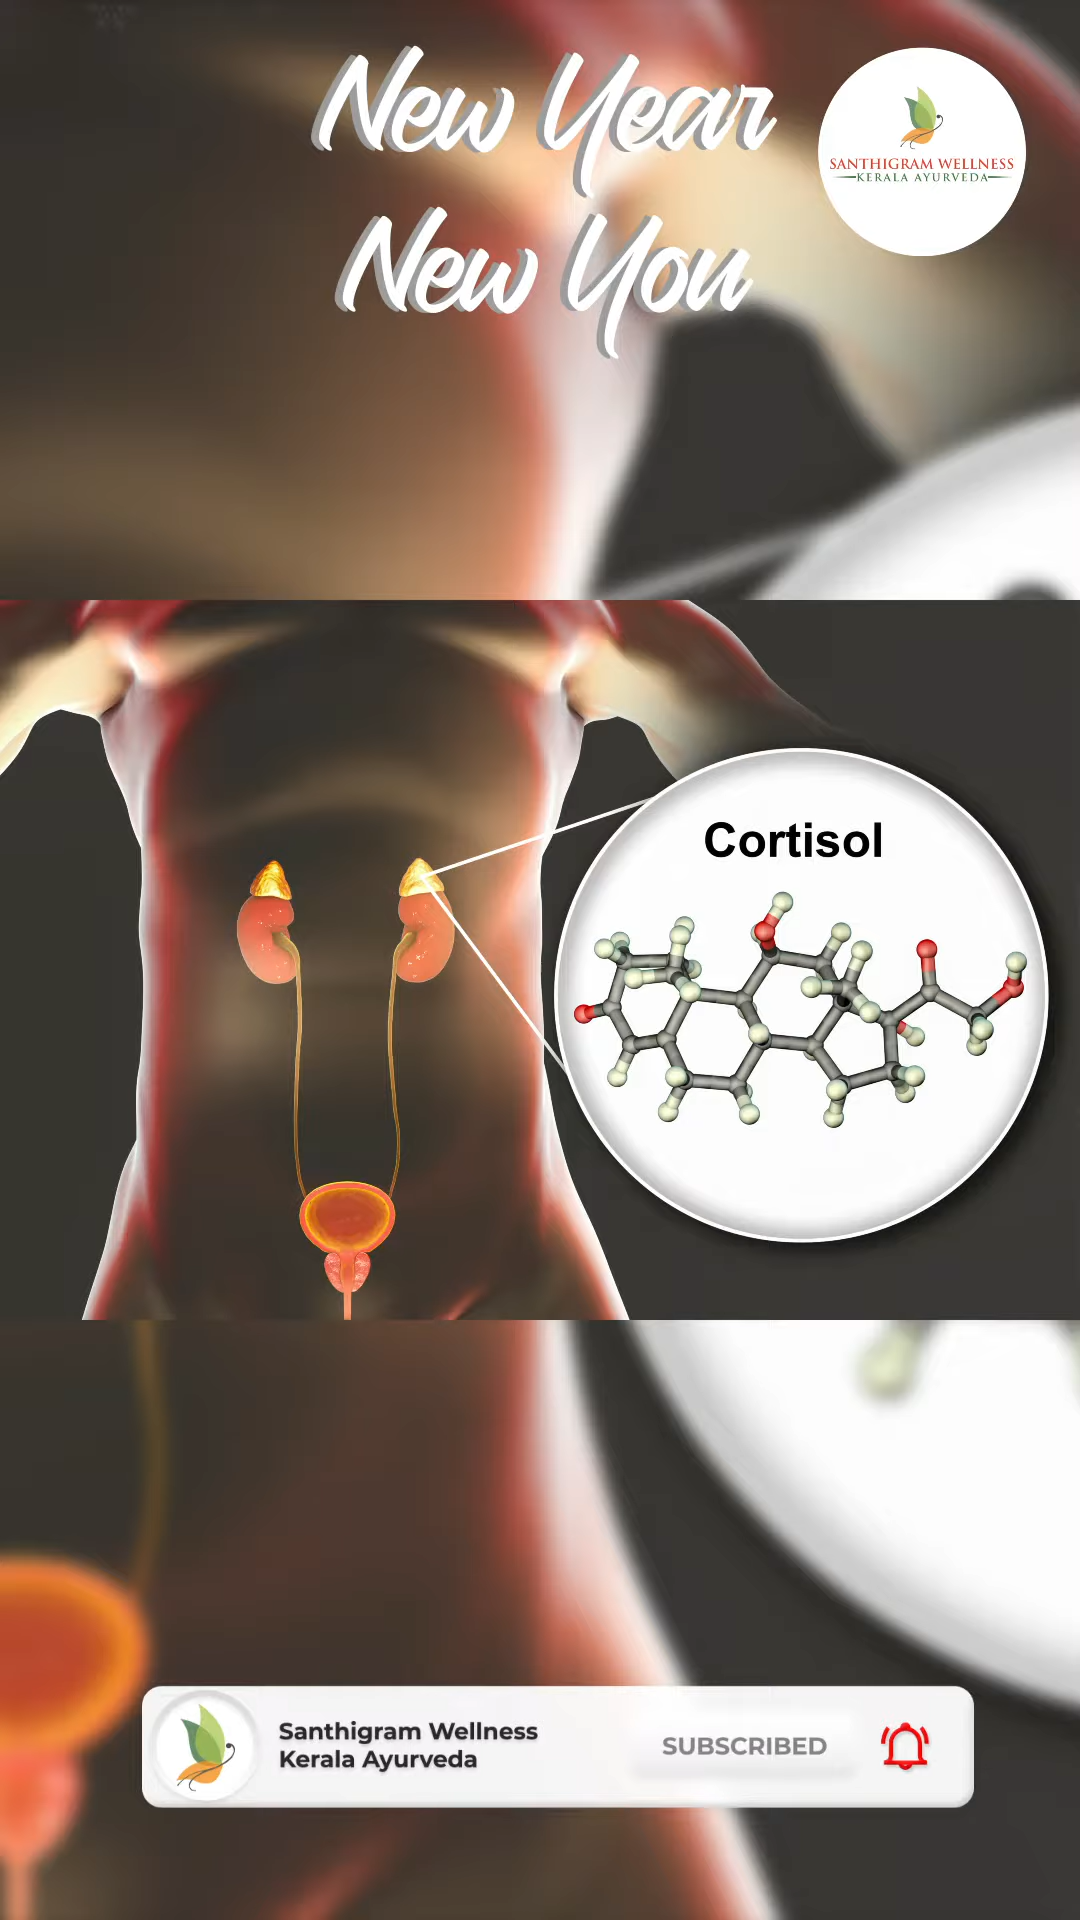 New Year
New You
SANTHIGRAM WELLNESS
KERALA AYURVEDA
Cortisol
Santhigram Wellness
Kerala Ayurveda
SUBSCRIBED